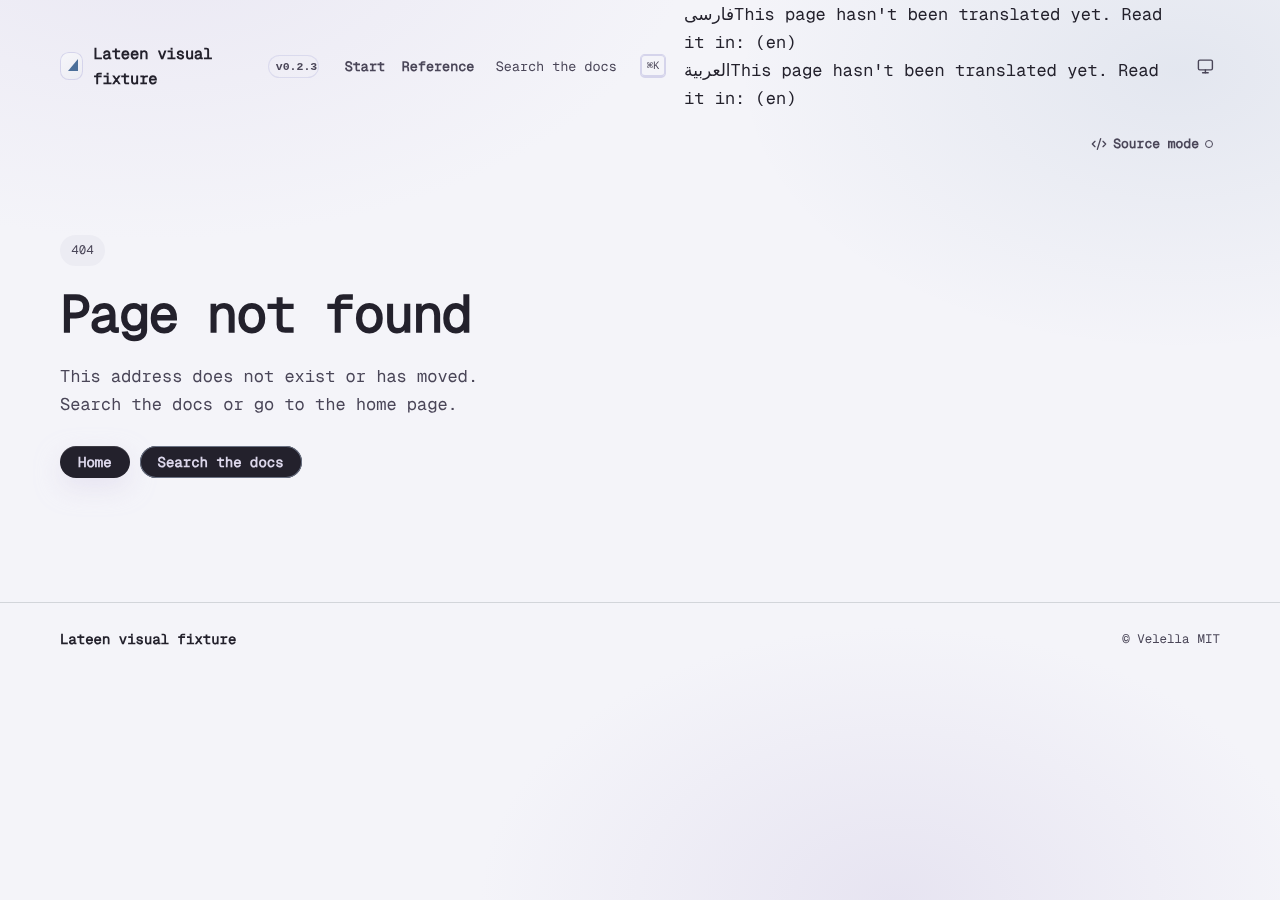 Lateen visual
fixture
v0.2.3
Start
Reference
Search the docs
⌘K
فارسیThis page hasn't been translated yet. Read
it in: (en)
العربيةThis page hasn't been translated yet. Read
it in: (en)
</> Source mode
404
Page not found
This address does not exist or has moved.
Search the docs or go to the home page.
Home
Search the docs
Lateen visual fixture
© Velella MIT